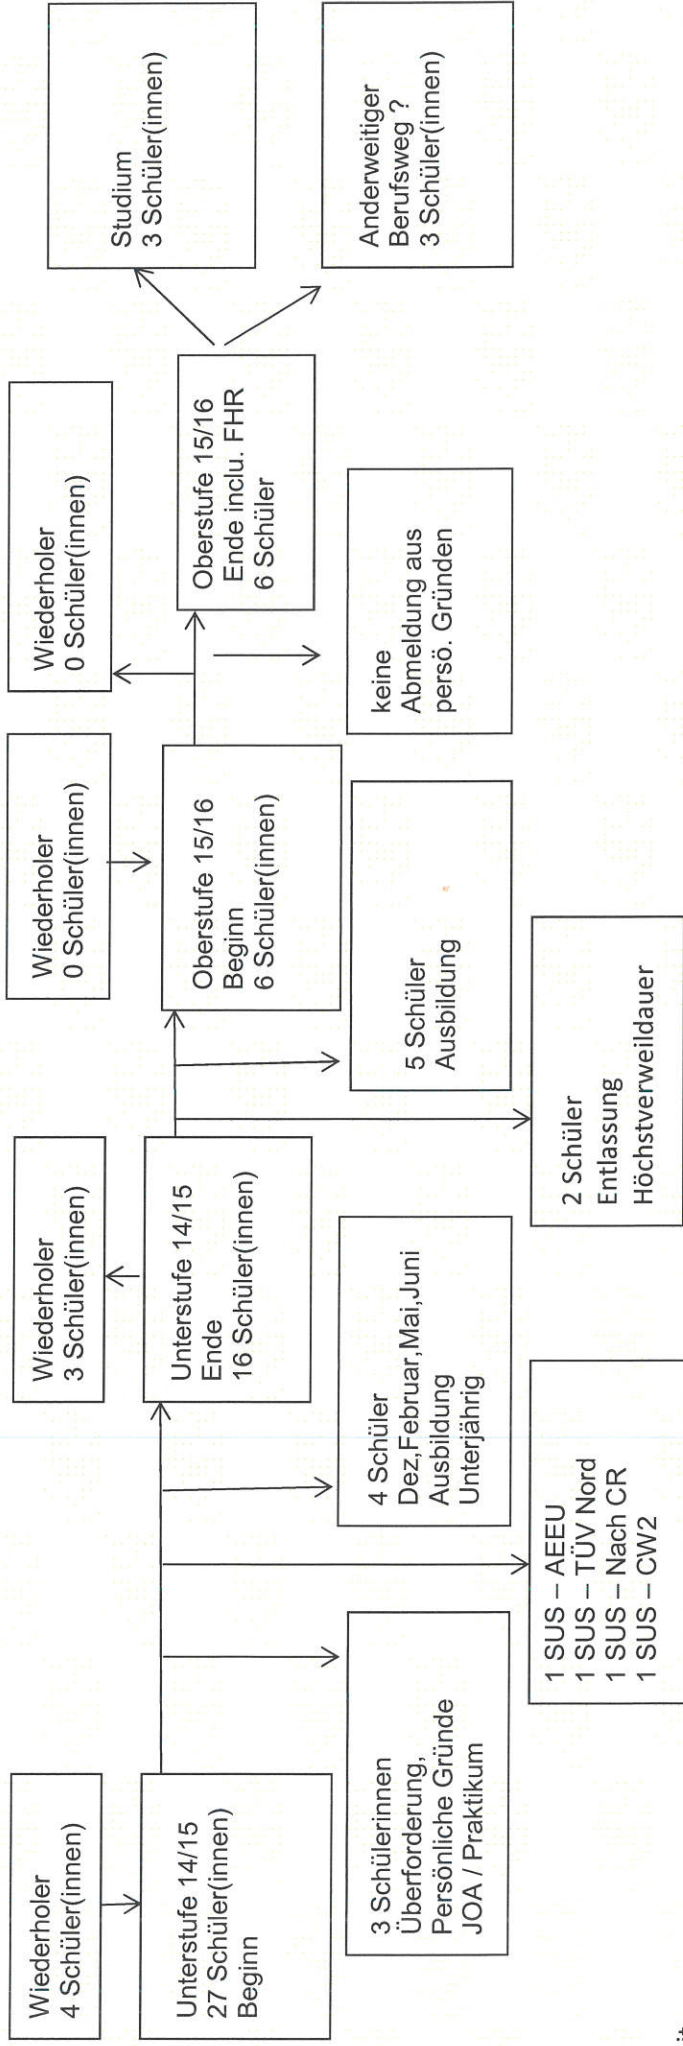 Wiederholer
4 Schüler(innen)
Unterstufe 14/15
27 Schüler(innen)
Beginn
3 Schülerinnen
Überforderung,
Persönliche Gründe
JOA / Praktikum
1 SUS – AEEU
1 SUS – TÜV Nord
1 SUS – Nach CR
1 SUS – CW2
4 Schüler
Dez,Februar,Mai,Juni
Ausbildung
Unterjährig
Wiederholer
3 Schüler(innen)
Unterstufe 14/15
Ende
16 Schüler(innen)
2 Schüler
Entlassung
Höchstverweildauer
5 Schüler
Ausbildung
Wiederholer
0 Schüler(innen)
Oberstufe 15/16
Beginn
6 Schüler(innen)
Wiederholer
0 Schüler(innen)
keine
Abmeldung aus
persö. Gründen
Oberstufe 15/16
Ende inclu. FHR
6 Schüler
Studium
3 Schüler(innen)
Anderweitiger
Berufsweg ?
3 Schüler(innen)